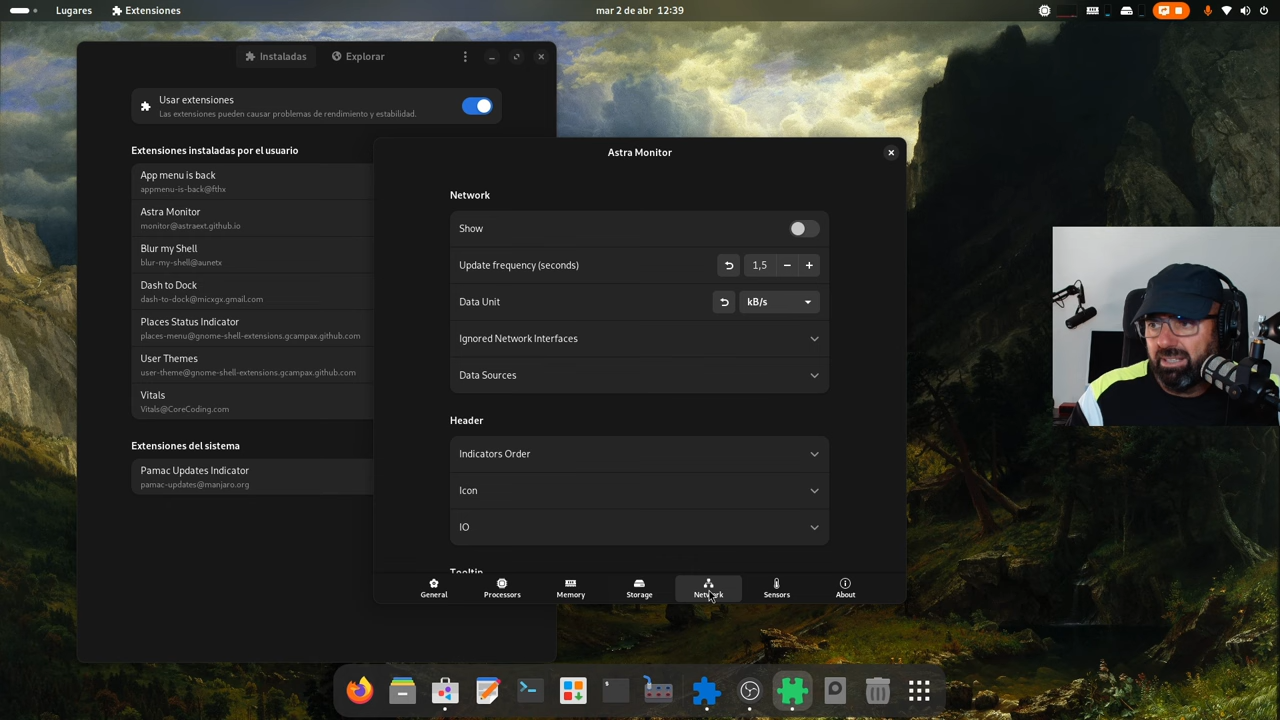 Lugares
Extensiones
mar 2 de abr 12:39
Instaladas
Explorar
Usar extensiones
Las extensiones pueden causar problemas de rendimiento y estabilidad.
Extensiones instaladas por el usuario
App menu is back
appmenu-is-back@fthx
Astra Monitor
monitor@astraext.github.io
Blur my Shell
blur-my-shell@aunetx
Dash to Dock
dash-to-dock@micxgx.gmail.com
Places Status Indicator
places-menu@gnome-shell-extensions.gcampax.github.com
User Themes
user-theme@gnome-shell-extensions.gcampax.github.com
Vitals
Vitals@CoreCoding.com
Extensiones del sistema
Pamac Updates Indicator
pamac-updates@manjaro.org
Astra Monitor
Network
Show
Update frequency (seconds)
1,5
Data Unit
kB/s
Ignored Network Interfaces
Data Sources
Header
Indicators Order
Icon
IO
Tooltip
General
Processors
Memory
Storage
Network
Sensors
About